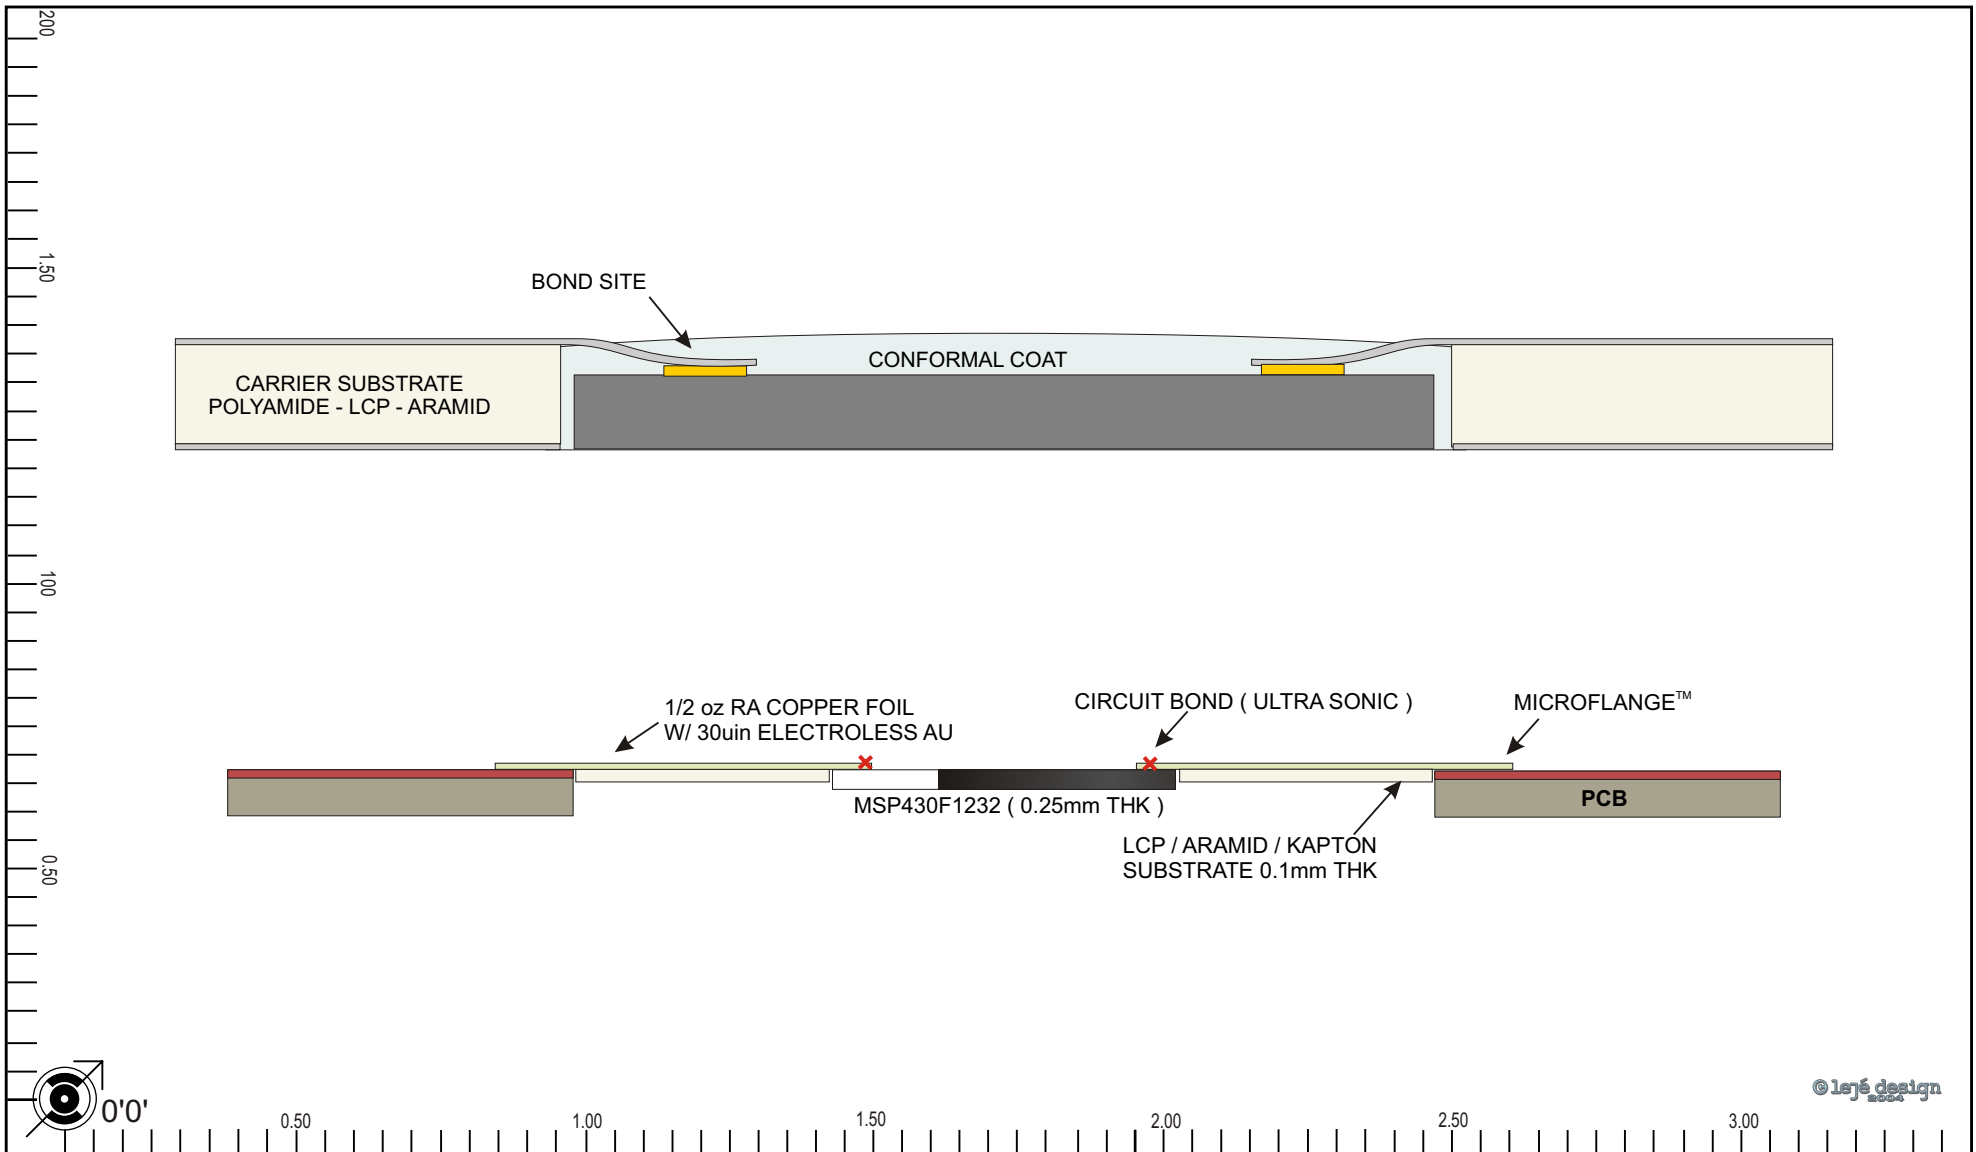 200
1.50
BOND SITE
CONFORMAL COAT
CARRIER SUBSTRATE
POLYAMIDE - LCP - ARAMID
100
1/2 oz RA COPPER FOIL
W/ 30uin ELECTROLESS AU
CIRCUIT BOND ( ULTRA SONIC )
MICROFLANGE™
MSP430F1232 ( 0.25mm THK )
PCB
LCP / ARAMID / KAPTON
SUBSTRATE 0.1mm THK
0.50
0'0'
© lejé design
2004
0.50 1.00 1.50 2.00 2.50 3.00